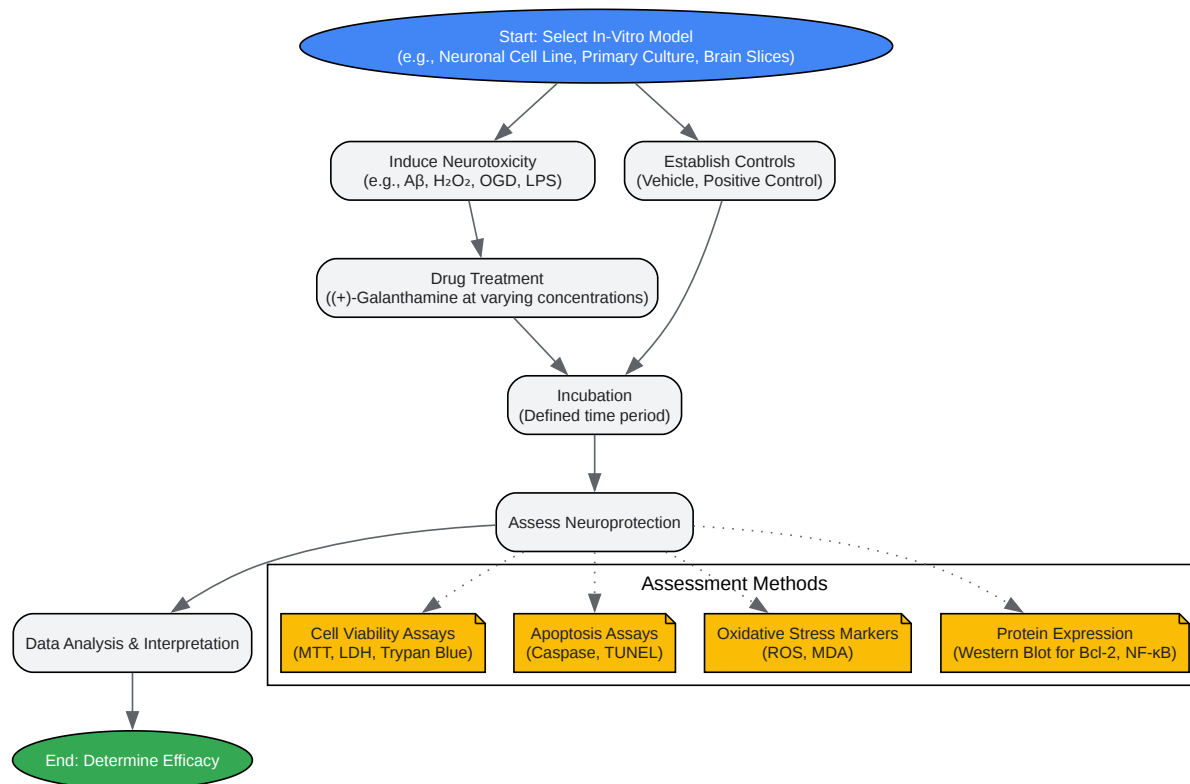 Start: Select In-Vitro Model
(e.g., Neuronal Cell Line, Primary Culture, Brain Slices)
Induce Neurotoxicity
(e.g., Aβ, H₂O₂, OGD, LPS)
Establish Controls
(Vehicle, Positive Control)
Drug Treatment
((+)-Galanthamine at varying concentrations)
Incubation
(Defined time period)
Assess Neuroprotection
Assessment Methods
Data Analysis & Interpretation
Cell Viability Assays
(MTT, LDH, Trypan Blue)
Apoptosis Assays
(Caspase, TUNEL)
Oxidative Stress Markers
(ROS, MDA)
Protein Expression
(Western Blot for Bcl-2, NF-κB)
End: Determine Efficacy